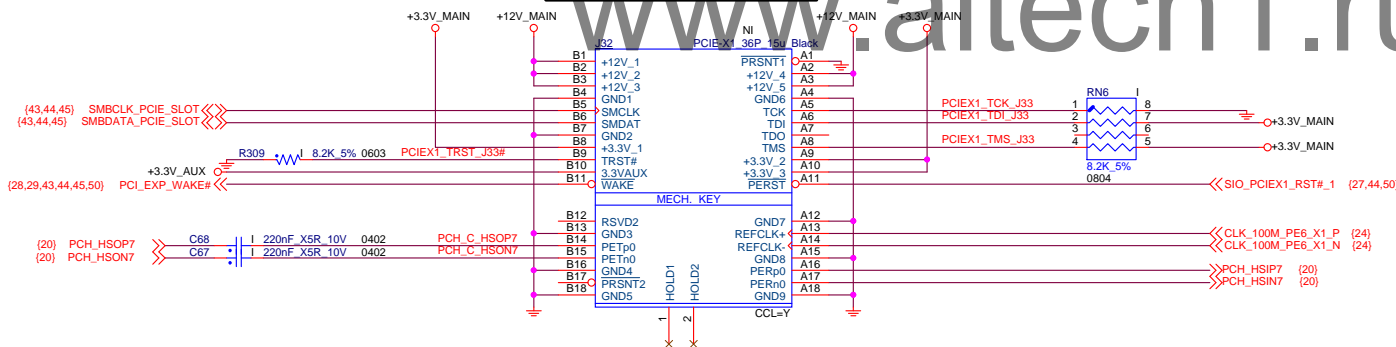 www.aitech1.ru
+3.3V_MAIN
+12V_MAIN
+12V_MAIN
+3.3V_MAIN
NI
J32
PCIE-X1_36P_15u_Black
B1 +12V_1
B2 +12V_2
B3 +12V_3
B4 GND1
B5 SMCLK
B6 SMDAT
B7 GND2
B8 +3.3V_1
B9 TRST#
B10 3.3VAUX
B11 WAKE
PRSNT1 A1
+12V_4 A2
+12V_5 A3
GND6 A4
TCK A5
TDI A6
TDO A7
TMS A8
+3.3V_2 A9
+3.3V_3 A10
PERST A11
MECH. KEY
B12 RSVD2
B13 GND3
B14 PETp0
B15 PETn0
B16 GND4
B17 PRSNT2
B18 GND5
GND7 A12
REFCLK+ A13
REFCLK- A14
GND8 A15
PERp0 A16
PERn0 A17
GND9 A18
HOLD1
HOLD2
1
2
CCL=Y
{43,44,45} SMBCLK_PCIE_SLOT
{43,44,45} SMBDATA_PCIE_SLOT
R309 I 8.2K_5% 0603 PCIEX1_TRST_J33#
+3.3V_AUX
{28,29,43,44,45,50} PCI_EXP_WAKE#
{20} PCH_HSOP7 C68 I 220nF_X5R_10V 0402 PCH_C_HSOP7
{20} PCH_HSON7 C67 I 220nF_X5R_10V 0402 PCH_C_HSON7
RN6 I
PCIEX1_TCK_J33 1 8
PCIEX1_TDI_J33 2 7 +3.3V_MAIN
3 6
PCIEX1_TMS_J33 4 5 +3.3V_MAIN
8.2K_5%
0804
SIO_PCIEX1_RST#_1 {27,44,50}
CLK_100M_PE6_X1_P {24}
CLK_100M_PE6_X1_N {24}
PCH_HSIP7 {20}
PCH_HSIN7 {20}